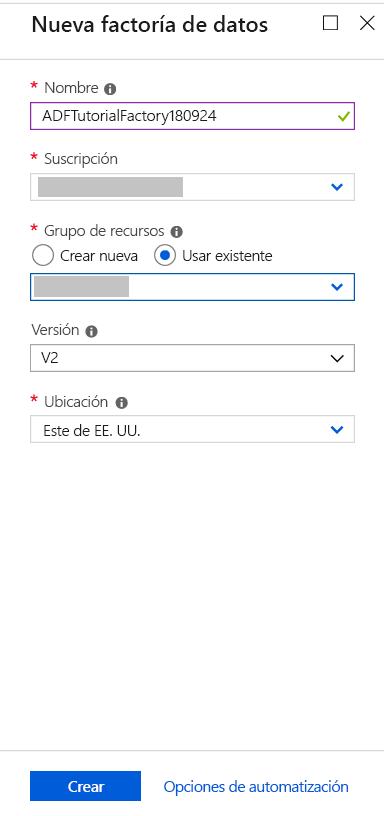 Nueva factoría de datos
* Nombre
ADFTutorialFactory180924
* Suscripción
* Grupo de recursos
Crear nueva Usar existente
Versión
V2
* Ubicación
Este de EE. UU.
Crear Opciones de automatización